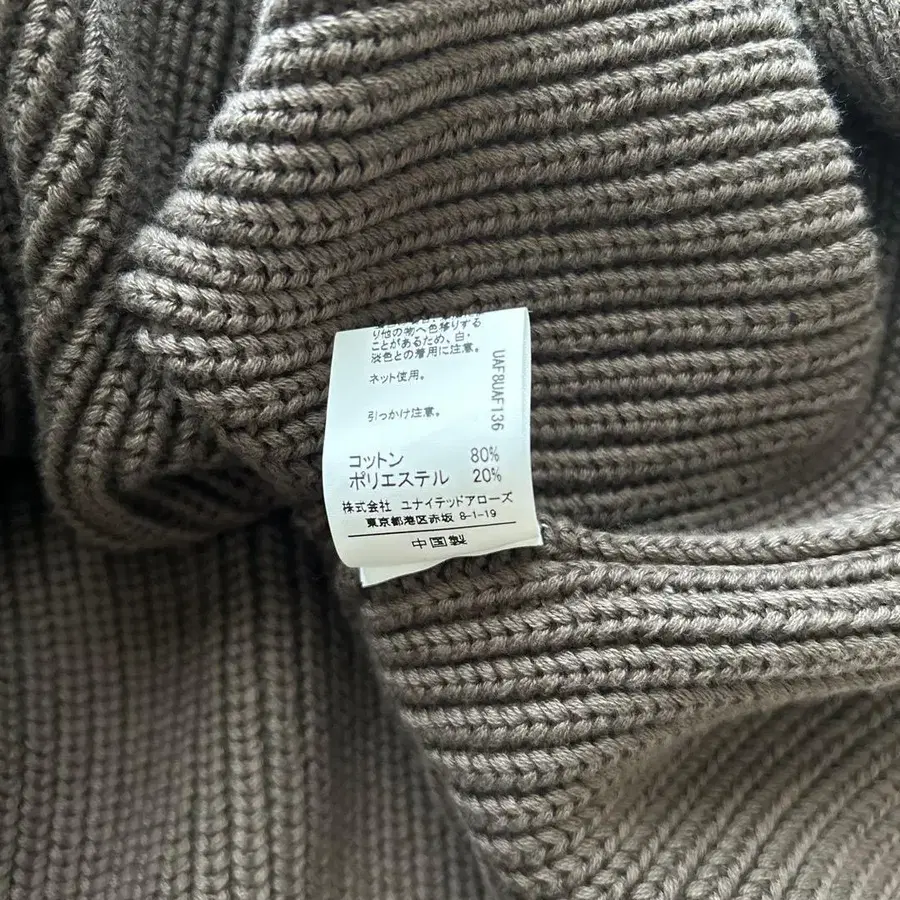 り他の物へ色移りする
ことがあるため、白・
淡色との着用に注意。
ネット使用。
引っかけ注意。
UAF8UAF136
コットン 80%
ポリエステル 20%
株式会社 ユナイテッドアローズ
東京都港区赤坂 8-1-19
中国製